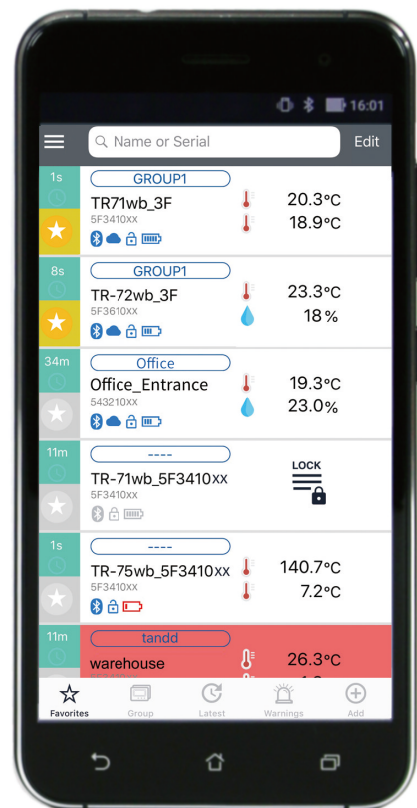 16:01
Name or Serial Edit
1s GROUP1
TR71wb_3F 20.3°C
5F3410XX 18.9°C
8s GROUP1
TR-72wb_3F 23.3°C
5F3610XX 18 %
34m Office
Office_Entrance 19.3°C
543210XX 23.0%
11m ----
TR-71wb_5F3410xx LOCK
5F3410XX
1s ----
TR-75wb_5F3410xx 140.7°C
5F3410XX 7.2°C
11m tandd
warehouse 26.3°C
Favorites Group Latest Warnings Add